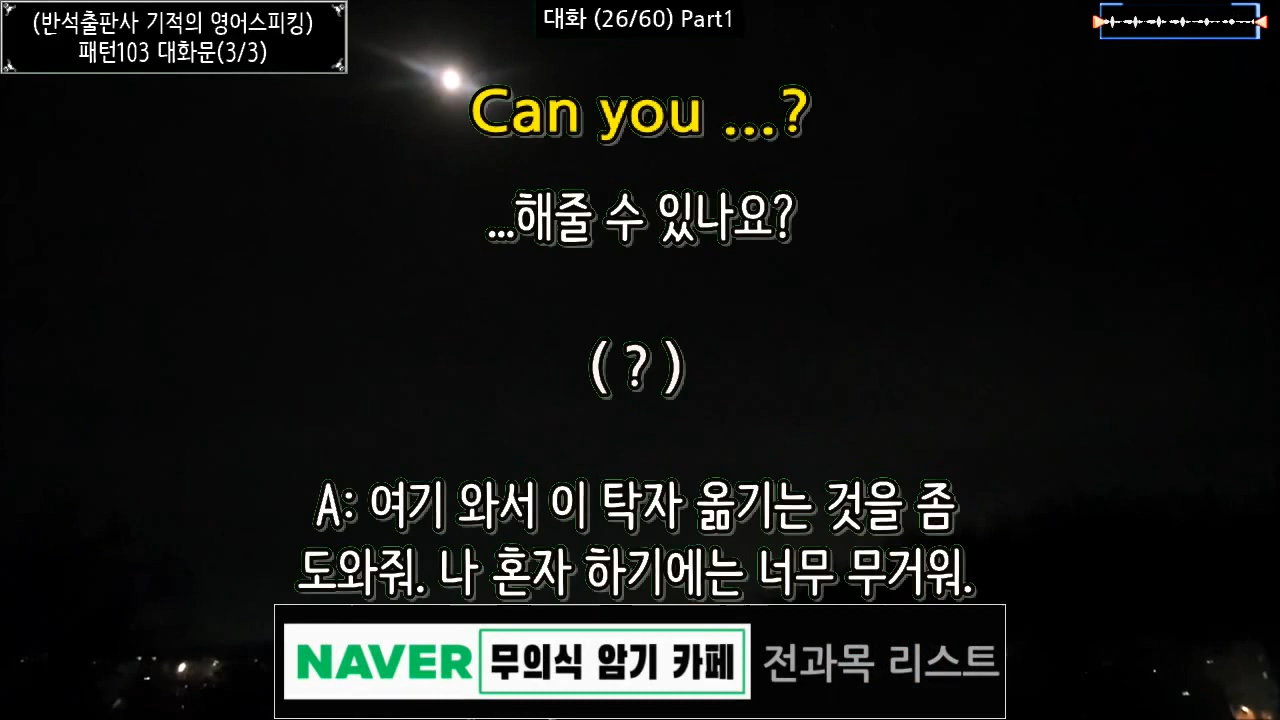 (반석출판사 기적의 영어스피킹)
패턴103 대화문(3/3)
대화 (26/60) Part1
Can you ...?
...해줄 수 있나요?
( ? )
A: 여기 와서 이 탁자 옮기는 것을 좀
도와줘. 나 혼자 하기에는 너무 무거워.
NAVER 무의식 암기 카페 전과목 리스트